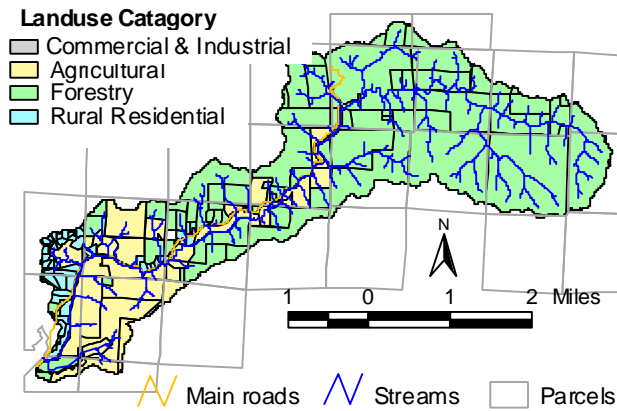 Landuse Catagory
Commercial & Industrial
Agricultural
Forestry
Rural Residential
N
1 0 1 2 Miles
Main roads Streams Parcels